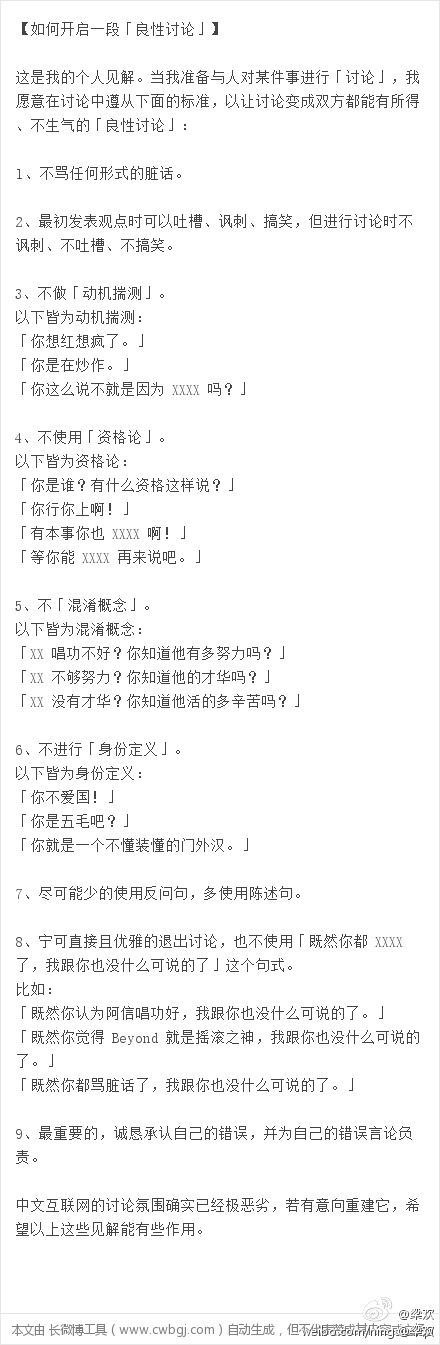 【如何开启一段「良性讨论」】
这是我的个人见解。当我准备与人对某件事进行「讨论」，我
愿意在讨论中遵从下面的标准，以让讨论变成双方都能有所得
、不生气的「良性讨论」：
1、不骂任何形式的脏话。
2、最初发表观点时可以吐槽、讽刺、搞笑，但进行讨论时不
讽刺、不吐槽、不搞笑。
3、不做「动机揣测」。
以下皆为动机揣测：
「你想红想疯了。」
「你是在炒作。」
「你这么说不就是因为 XXXX 吗？」
4、不使用「资格论」。
以下皆为资格论：
「你是谁？有什么资格这样说？」
「你行你上啊！」
「有本事你也 XXXX 啊！」
「等你能 XXXX 再来说吧。」
5、不「混淆概念」。
以下皆为混淆概念：
「XX 唱功不好？你知道他有多努力吗？」
「XX 不够努力？你知道他的才华吗？」
「XX 没有才华？你知道他活的多辛苦吗？」
6、不进行「身份定义」。
以下皆为身份定义：
「你不爱国！」
「你是五毛吧？」
「你就是一个不懂装懂的门外汉。」
7、尽可能少的使用反问句，多使用陈述句。
8、宁可直接且优雅的退出讨论，也不使用「既然你都 XXXX
了，我跟你也没什么可说的了」这个句式。
比如：
「既然你认为阿信唱功好，我跟你也没什么可说的了。」
「既然你觉得 Beyond 就是摇滚之神，我跟你也没什么可说的
了。」
「既然你都骂脏话了，我跟你也没什么可说的了。」
9、最重要的，诚恳承认自己的错误，并为自己的错误言论负
责。
中文互联网的讨论氛围确实已经极恶劣，若有意向重建它，希
望以上这些见解能有些作用。
@梁欢
本文由 长微博工具（www.cwbgj.com）自动生成，但不代表